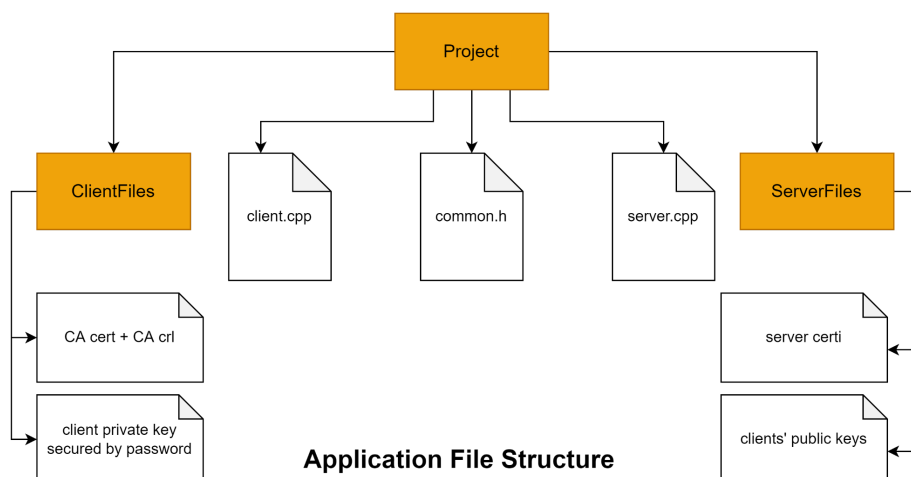 Project
ClientFiles
client.cpp
common.h
server.cpp
ServerFiles
CA cert + CA crl
server certi
client private key
secured by password
clients' public keys
Application File Structure